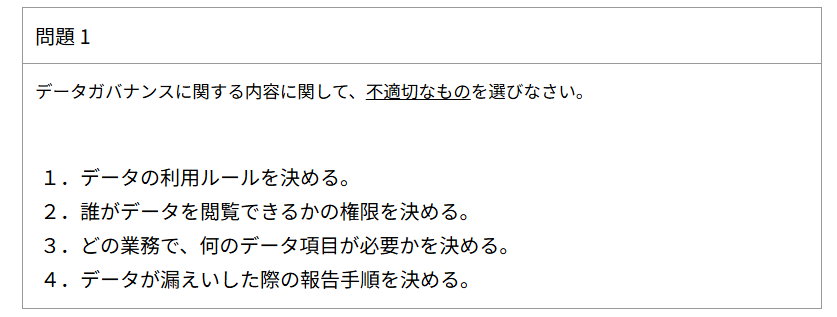 問題 1
データガバナンスに関する内容に関して、不適切なものを選びなさい。
１．データの利用ルールを決める。
２．誰がデータを閲覧できるかの権限を決める。
３．どの業務で、何のデータ項目が必要かを決める。
４．データが漏えいした際の報告手順を決める。